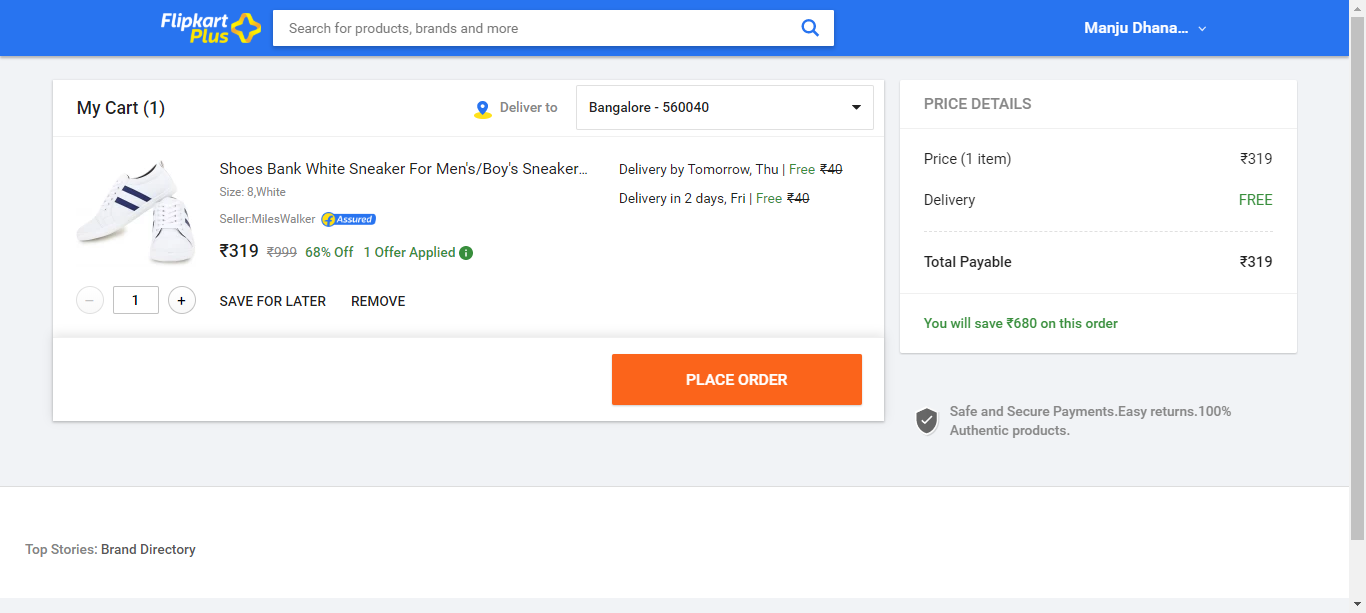 Flipkart
Plus
Search for products, brands and more
Manju Dhana...
My Cart (1)
Deliver to
Bangalore - 560040
Shoes Bank White Sneaker For Men's/Boy's Sneaker...
Size: 8,White
Seller:MilesWalker
Assured
₹319 ₹999 68% Off 1 Offer Applied
Delivery by Tomorrow, Thu | Free ₹40
Delivery in 2 days, Fri | Free ₹40
1
SAVE FOR LATER
REMOVE
PLACE ORDER
PRICE DETAILS
Price (1 item) ₹319
Delivery FREE
Total Payable ₹319
You will save ₹680 on this order
Safe and Secure Payments.Easy returns.100%
Authentic products.
Top Stories: Brand Directory